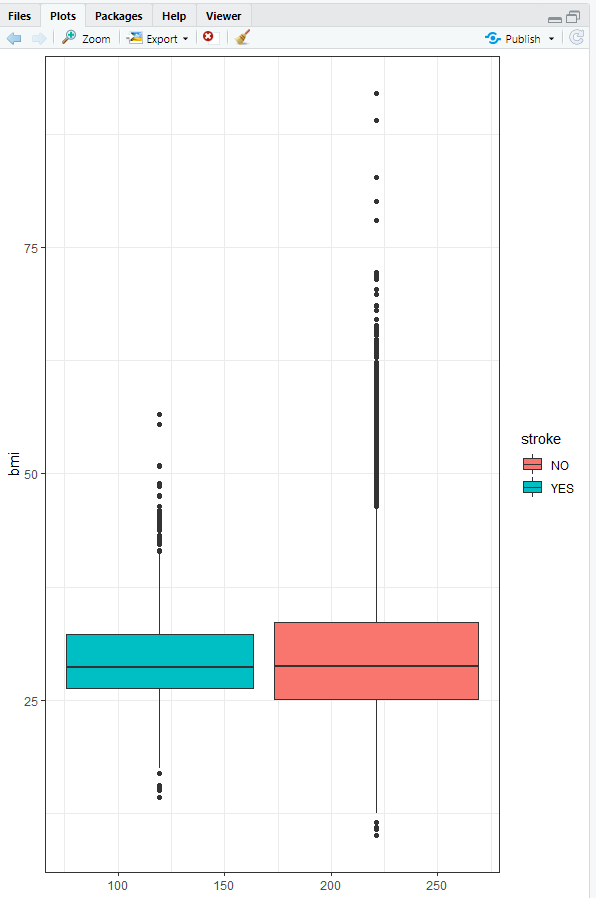 Files Plots Packages Help Viewer
Zoom Export Publish
75
50
25
bmi
100 150 200 250
stroke
NO
YES